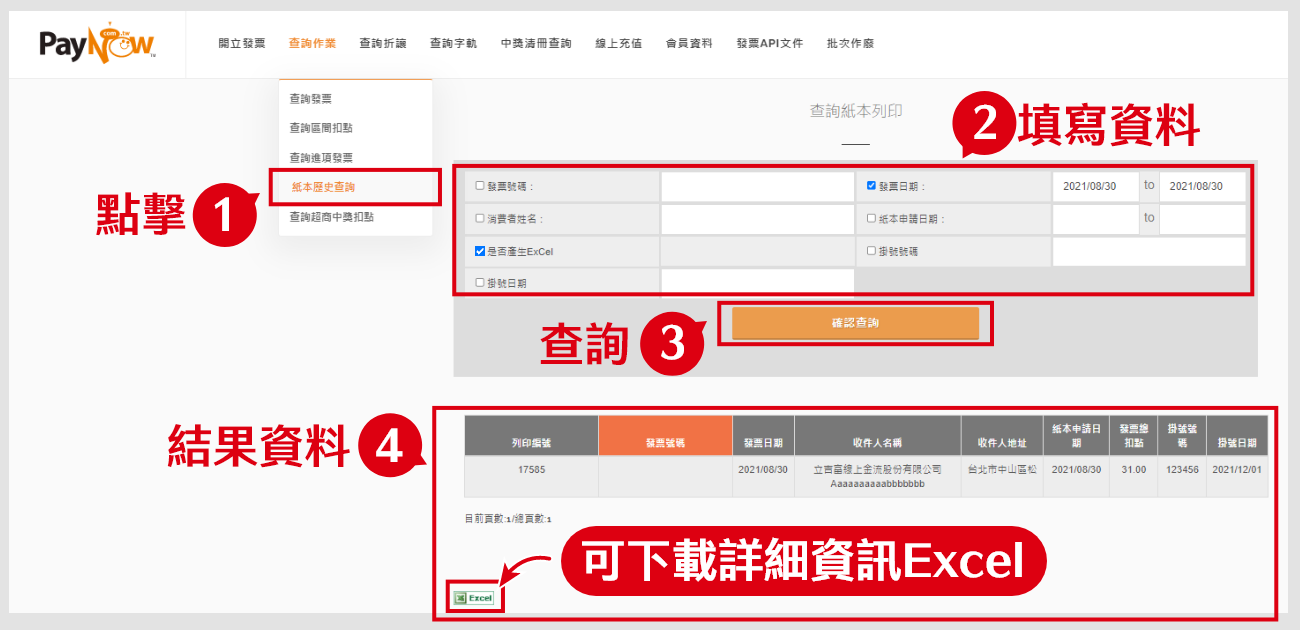 PayNow.com.tw
開立發票 查詢作業 查詢折讓 查詢字軌 中獎清冊查詢 線上充值 會員資料 發票API文件 批次作廢
查詢發票
查詢區間扣點
查詢進項發票
紙本歷史查詢
查詢超商中獎扣點
點擊 1
查詢紙本列印
2 填寫資料
發票號碼： 發票日期： 2021/08/30 to 2021/08/30
消費者姓名： 紙本申請日期： to
是否產生ExCel 掛號號碼
掛號日期
查詢 3
確認查詢
結果資料 4
列印編號 發票號碼 發票日期 收件人名稱 收件人地址 紙本申請日期 發票總扣點 掛號號碼 掛號日期
17585 2021/08/30 立吉富線上金流股份有限公司 台北市中山區松 2021/08/30 31.00 123456 2021/12/01
Aaaaaaaaaabbbbbbb
目前頁數:1/總頁數:1
可下載詳細資訊Excel
Excel